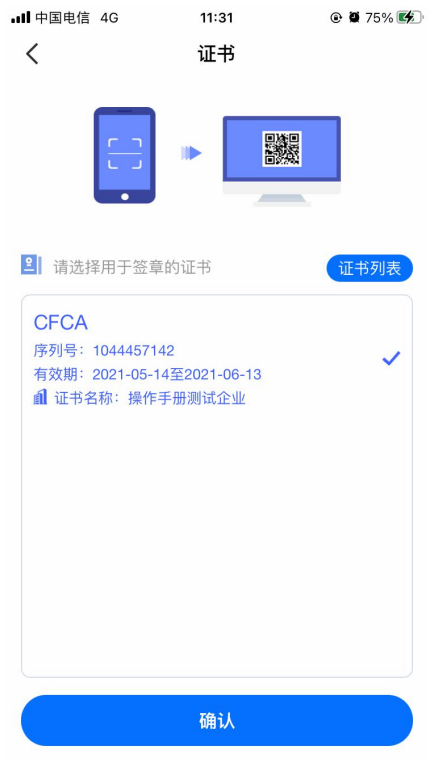 中国电信 4G 11:31 75%
证书
请选择用于签章的证书 证书列表
CFCA
序列号：1044457142
有效期：2021-05-14至2021-06-13
证书名称：操作手册测试企业
确认